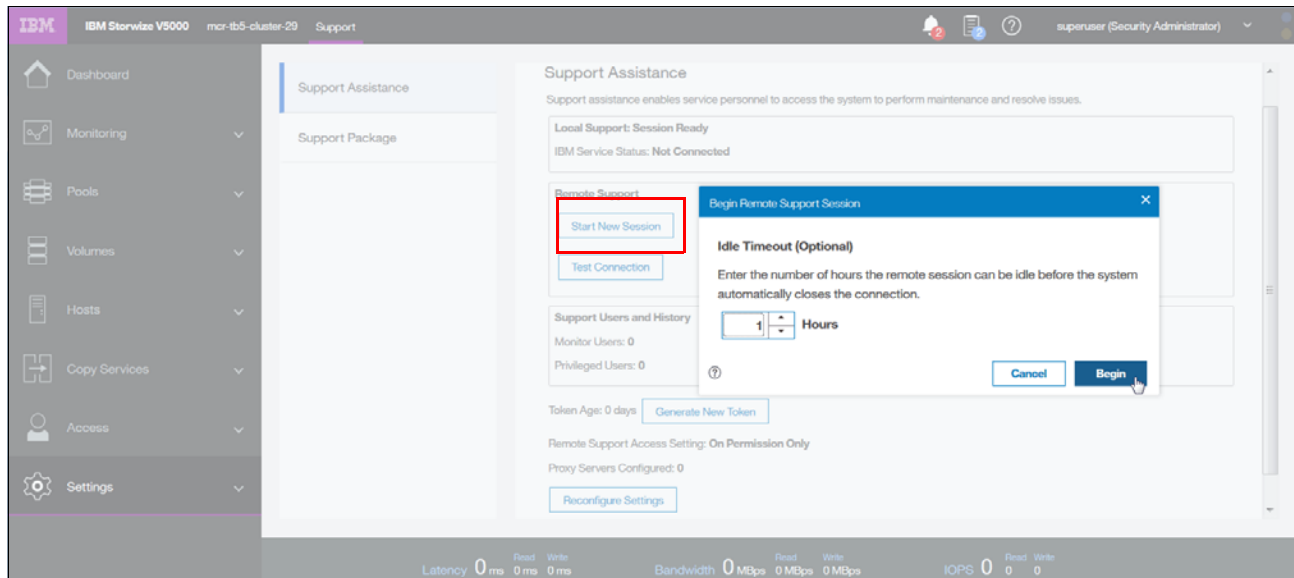 IBM IBM Storwize V5000 mcr-tb5-cluster-29 Support 2 2 superuser (Security Administrator)
Dashboard
Monitoring
Pools
Volumes
Hosts
Copy Services
Access
Settings
Support Assistance
Support Package
Support Assistance
Support assistance enables service personnel to access the system to perform maintenance and resolve issues.
Local Support: Session Ready
IBM Service Status: Not Connected
Remote Support
Start New Session
Test Connection
Support Users and History
Monitor Users: 0
Privileged Users: 0
Token Age: 0 days Generate New Token
Remote Support Access Setting: On Permission Only
Proxy Servers Configured: 0
Reconfigure Settings
Begin Remote Support Session
Idle Timeout (Optional)
Enter the number of hours the remote session can be idle before the system
automatically closes the connection.
1 Hours
Cancel Begin
Read Write Read Write Read Write
Latency 0 ms 0 ms 0 ms Bandwidth 0 MBps 0 MBps 0 MBps IOPS 0 0 0